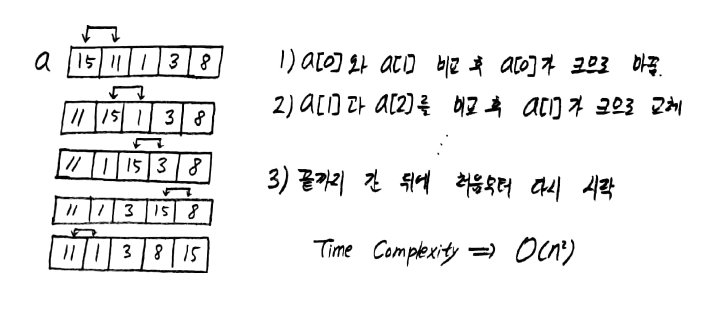 a 15 11 1 3 8
1) a[0] 와 a[1] 비교 후 a[0]가 크므로 바꿈.
11 15 1 3 8
2) a[1]과 a[2]를 비교 후 a[1]가 크므로 교체
11 1 15 3 8
3) 끝까지 간 뒤에 처음부터 다시 시작
11 1 3 15 8
11 1 3 8 15
Time Complexity ⇒ O(n²)